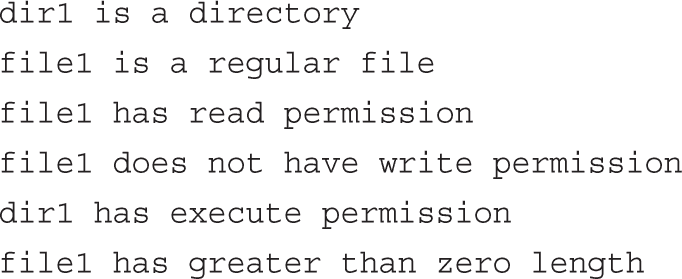 dir1 is a directory
file1 is a regular file
file1 has read permission
file1 does not have write permission
dir1 has execute permission
file1 has greater than zero length